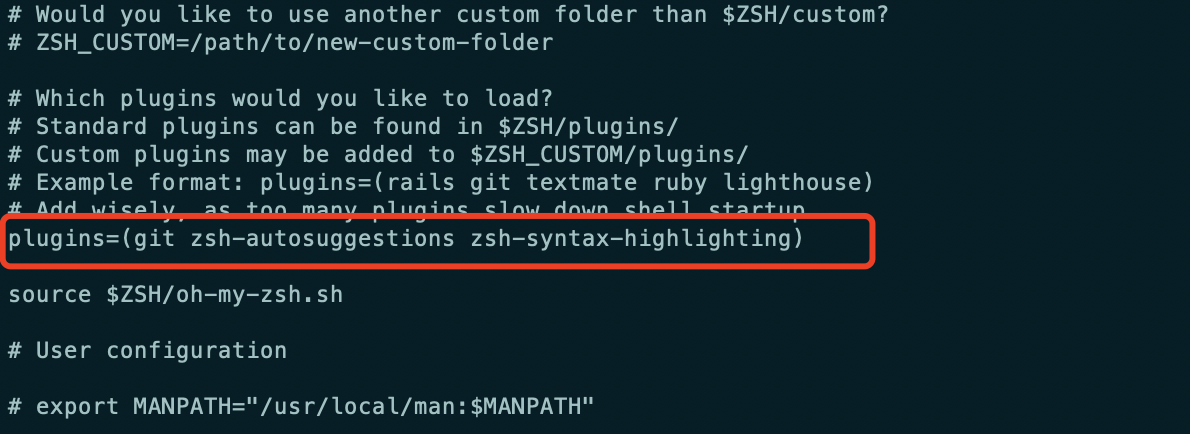 # Would you like to use another custom folder than $ZSH/custom?
# ZSH_CUSTOM=/path/to/new-custom-folder
# Which plugins would you like to load?
# Standard plugins can be found in $ZSH/plugins/
# Custom plugins may be added to $ZSH_CUSTOM/plugins/
# Example format: plugins=(rails git textmate ruby lighthouse)
# Add wisely, as too many plugins slow down shell startup
plugins=(git zsh-autosuggestions zsh-syntax-highlighting)
source $ZSH/oh-my-zsh.sh
# User configuration
# export MANPATH="/usr/local/man:$MANPATH"